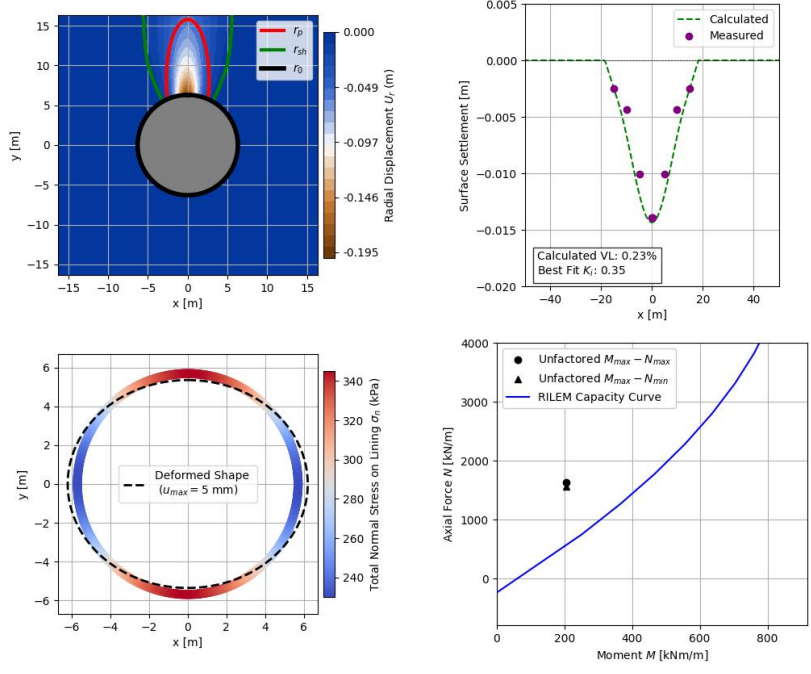 15
10
5
0
−5
−10
−15
y [m]
−15 −10 −5 0 5 10 15
x [m]
r_p
r_sh
r_0
0.000
-0.049
-0.097
-0.146
-0.195
Radial Displacement U_r (m)
0.005
0.000
−0.005
−0.010
−0.015
−0.020
Surface Settlement [m]
Calculated
Measured
Calculated VL: 0.23%
Best Fit K_i: 0.35
−40 −20 0 20 40
x [m]
6
4
2
0
−2
−4
−6
y [m]
Deformed Shape
(u_max = 5 mm)
−6 −4 −2 0 2 4 6
x [m]
340
320
300
280
260
240
Total Normal Stress on Lining σ_n (kPa)
4000
3000
2000
1000
0
Axial Force N [kN/m]
Unfactored M_max − N_max
Unfactored M_max − N_min
RILEM Capacity Curve
0 200 400 600 800
Moment M [kNm/m]